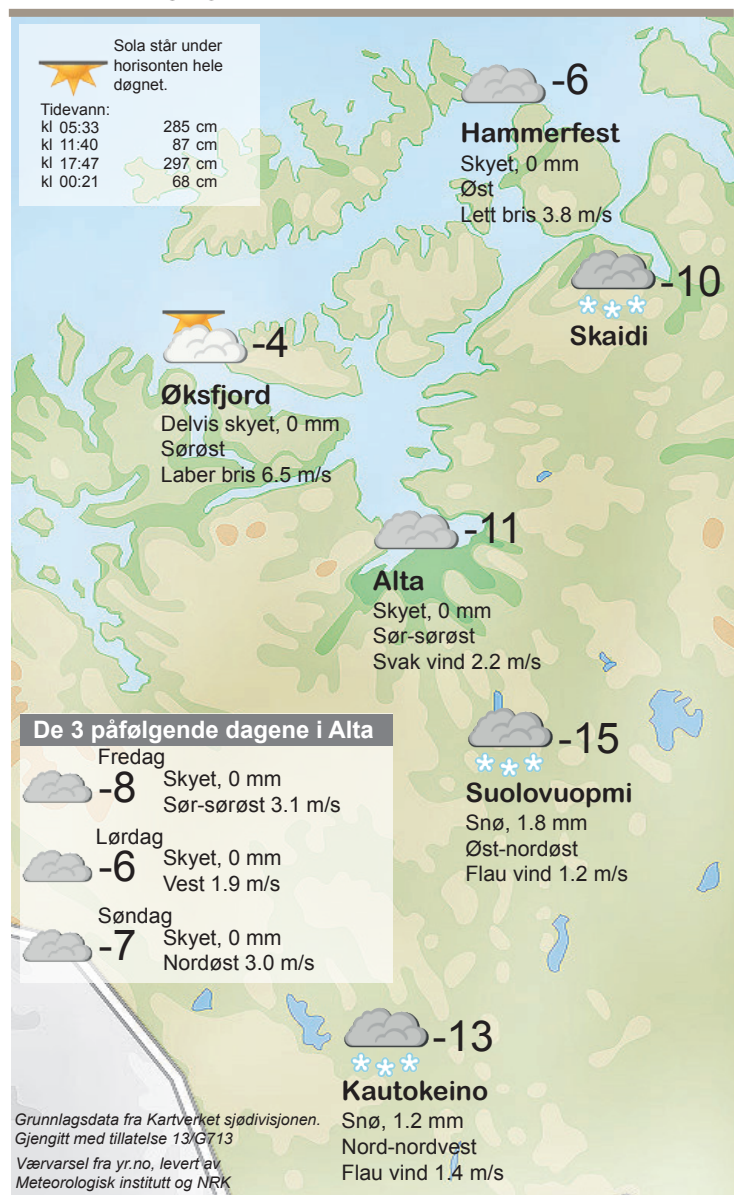 Sola står under
horisonten hele
døgnet.
Tidevann:
kl 05:33 285 cm
kl 11:40 87 cm
kl 17:47 297 cm
kl 00:21 68 cm
-6
Hammerfest
Skyet, 0 mm
Øst
Lett bris 3.8 m/s
-10
Skaidi
-4
Øksfjord
Delvis skyet, 0 mm
Sørøst
Laber bris 6.5 m/s
-11
Alta
Skyet, 0 mm
Sør-sørøst
Svak vind 2.2 m/s
De 3 påfølgende dagene i Alta
Fredag
-8
Skyet, 0 mm
Sør-sørøst 3.1 m/s
Lørdag
-6
Skyet, 0 mm
Vest 1.9 m/s
Søndag
-7
Skyet, 0 mm
Nordøst 3.0 m/s
-15
Suolovuopmi
Snø, 1.8 mm
Øst-nordøst
Flau vind 1.2 m/s
-13
Kautokeino
Snø, 1.2 mm
Nord-nordvest
Flau vind 1.4 m/s
Grunnlagsdata fra Kartverket sjødivisjonen.
Gjengitt med tillatelse 13/G713
Værvarsel fra yr.no, levert av
Meteorologisk institutt og NRK